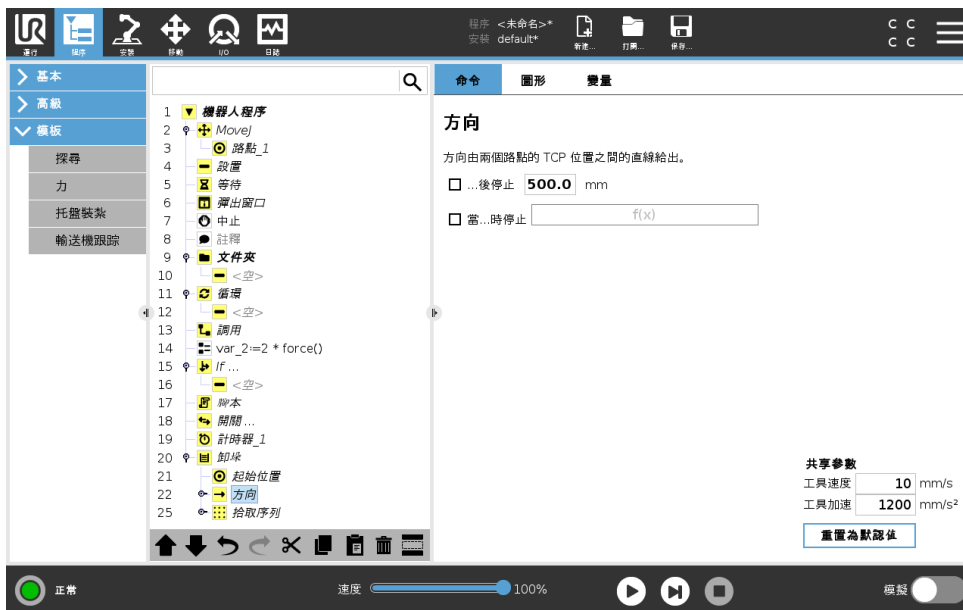 程序 <未命名>*
安裝 default*
C C
C C
運行 程序 安裝 移動 I/O 日誌 新建... 打開... 保存...
基本
高級
模板
探尋
力
托盤裝紮
輸送機跟踪
命令 圖形 變量
1 機器人程序
2 MoveJ
3 路點_1
4 設置
5 等待
6 彈出窗口
7 中止
8 註釋
9 文件夾
10 <空>
11 循環
12 <空>
13 調用
14 var_2:=2 * force()
15 If ...
16 <空>
17 腳本
18 開關 ...
19 計時器_1
20 卸垛
21 起始位置
22 方向
25 拾取序列
方向
方向由兩個路點的 TCP 位置之間的直線給出。
...後停止 500.0 mm
當...時停止 f(x)
共享參數
工具速度 10 mm/s
工具加速 1200 mm/s²
重置為默認值
正常 速度 100% 模擬